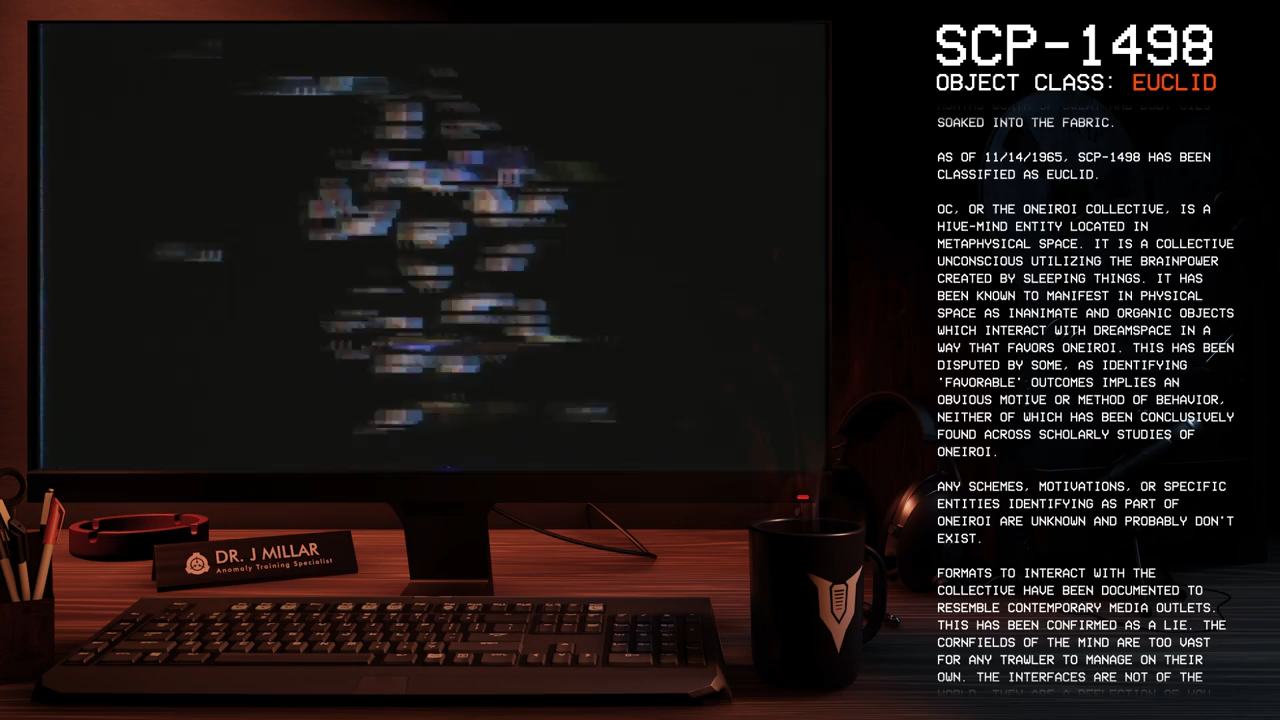 SCP-1498
OBJECT CLASS: EUCLID
SOAKED INTO THE FABRIC.
AS OF 11/14/1965, SCP-1498 HAS BEEN
CLASSIFIED AS EUCLID.
OC, OR THE ONEIROI COLLECTIVE, IS A
HIVE-MIND ENTITY LOCATED IN
METAPHYSICAL SPACE. IT IS A COLLECTIVE
UNCONSCIOUS UTILIZING THE BRAINPOWER
CREATED BY SLEEPING THINGS. IT HAS
BEEN KNOWN TO MANIFEST IN PHYSICAL
SPACE AS INANIMATE AND ORGANIC OBJECTS
WHICH INTERACT WITH DREAMSPACE IN A
WAY THAT FAVORS ONEIROI. THIS HAS BEEN
DISPUTED BY SOME, AS IDENTIFYING
'FAVORABLE' OUTCOMES IMPLIES AN
OBVIOUS MOTIVE OR METHOD OF BEHAVIOR,
NEITHER OF WHICH HAS BEEN CONCLUSIVELY
FOUND ACROSS SCHOLARLY STUDIES OF
ONEIROI.
ANY SCHEMES, MOTIVATIONS, OR SPECIFIC
ENTITIES IDENTIFYING AS PART OF
ONEIROI ARE UNKNOWN AND PROBABLY DON'T
EXIST.
FORMATS TO INTERACT WITH THE
COLLECTIVE HAVE BEEN DOCUMENTED TO
RESEMBLE CONTEMPORARY MEDIA OUTLETS.
THIS HAS BEEN CONFIRMED AS A LIE. THE
CORNFIELDS OF THE MIND ARE TOO VAST
FOR ANY TRAWLER TO MANAGE ON THEIR
OWN. THE INTERFACES ARE NOT OF THE
WORLD. THEY ARE A REFLECTION OF YOU
DR. J MILLAR
Anomaly Training Specialist